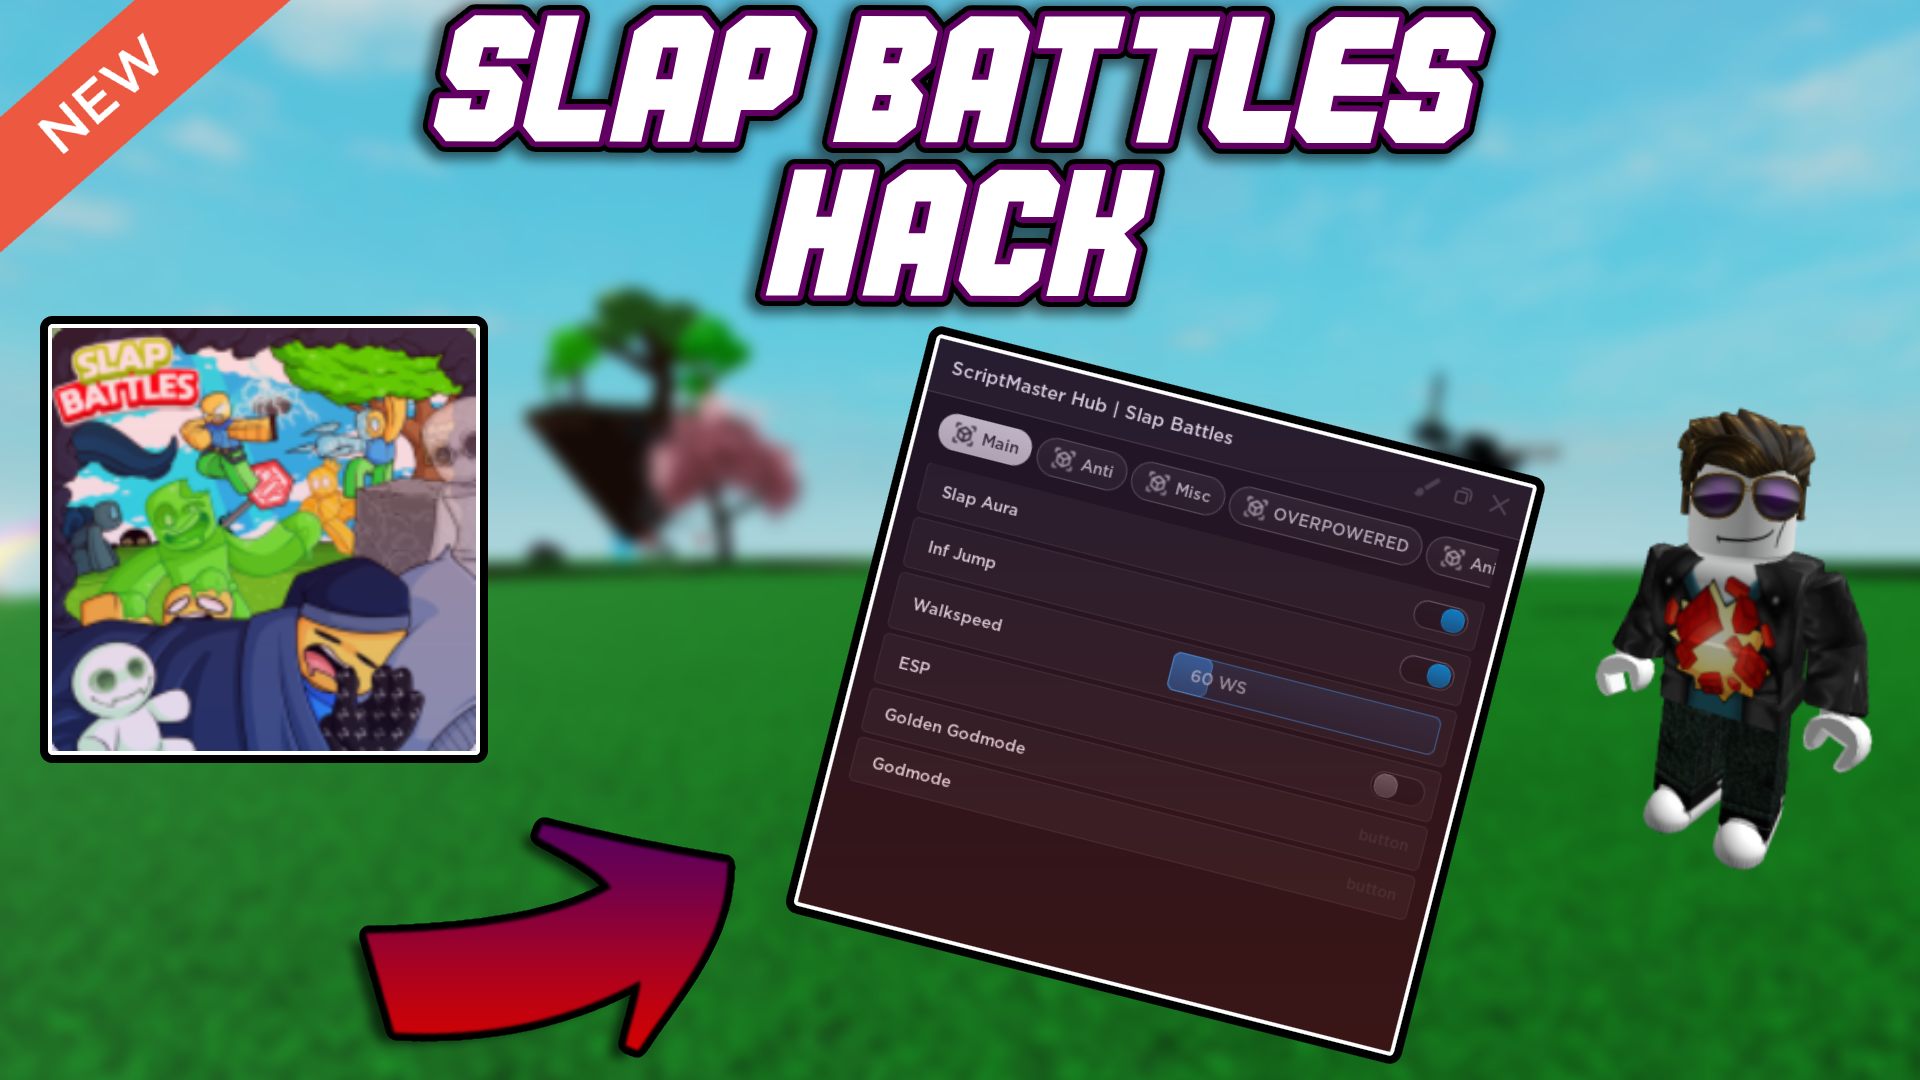 NEW
SLAP BATTLES
HACK
SLAP
BATTLES
ScriptMaster Hub | Slap Battles
Main
Anti
Misc
OVERPOWERED
Ani
Slap Aura
Inf Jump
Walkspeed
60 WS
ESP
Golden Godmode
button
Godmode
button